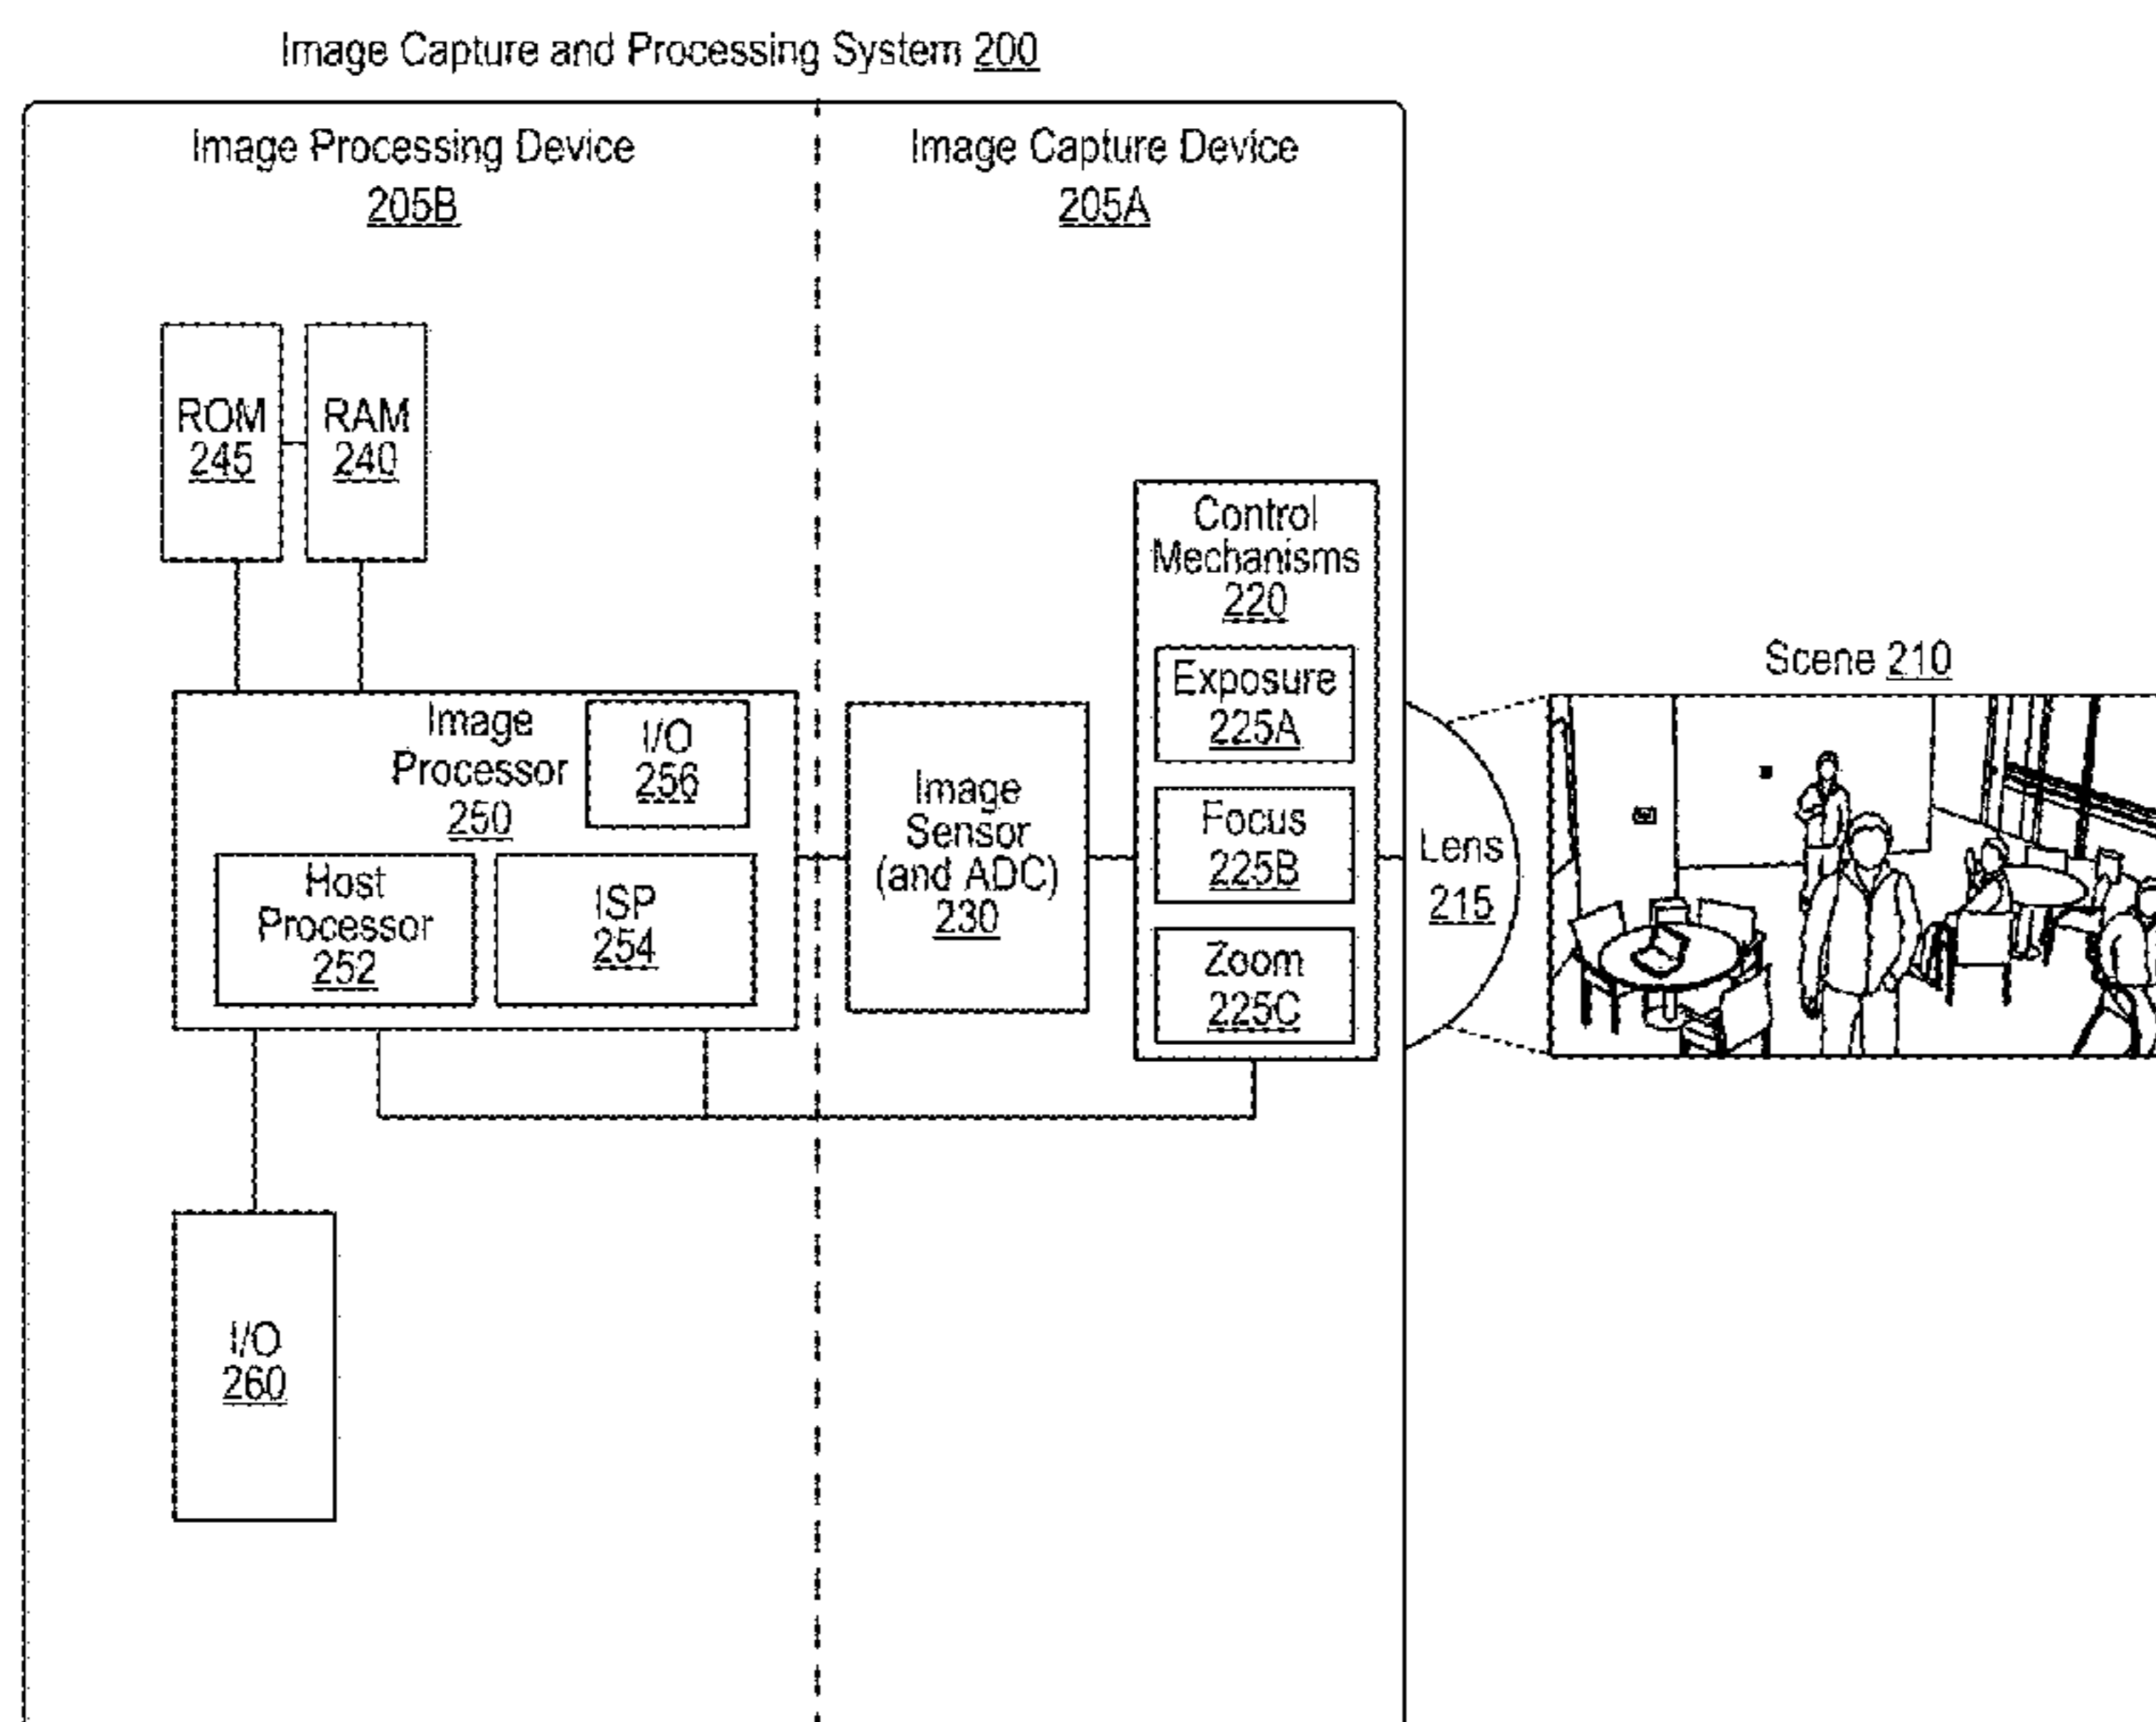 Image Capture and Processing System 200
Image Processing Device
205B
Image Capture Device
205A
ROM
245
RAM
240
Control
Mechanisms
220
Exposure
225A
Focus
225B
Zoom
225C
Scene 210
Image
Processor
250
I/O
256
Host
Processor
252
ISP
254
Image
Sensor
(and ADC)
230
Lens
215
I/O
260